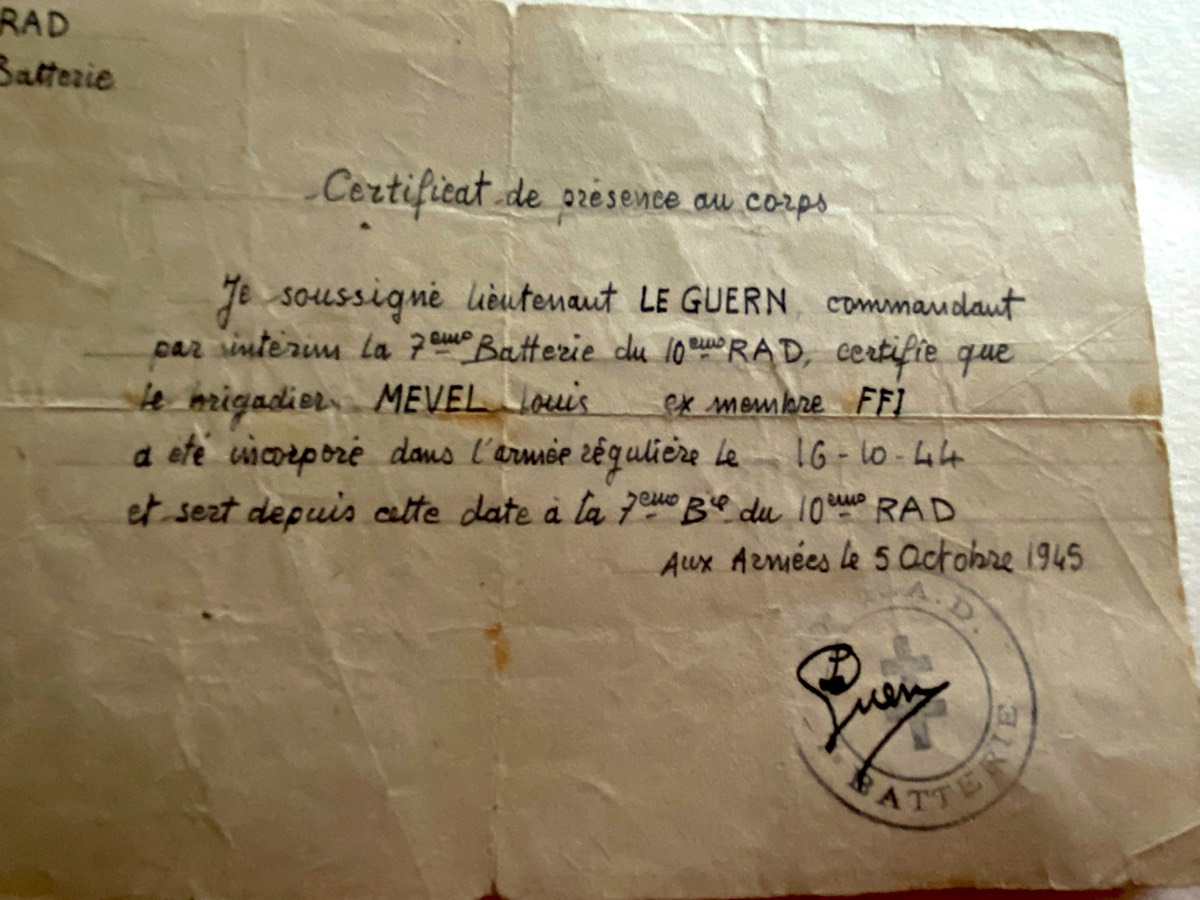 RAD
Batterie
Certificat de présence au corps
Je soussigné lieutenant LE GUERN, commandant
par intérim la 7eme Batterie du 10eme RAD, certifie que
le brigadier MEVEL Louis ex membre FFI
a été incorporé dans l'armée régulière le 16-10-44
et sert depuis cette date à la 7eme Bie du 10eme RAD
Aux Armées le 5 Octobre 1945
A.D.
Le Guern
BATTERIE